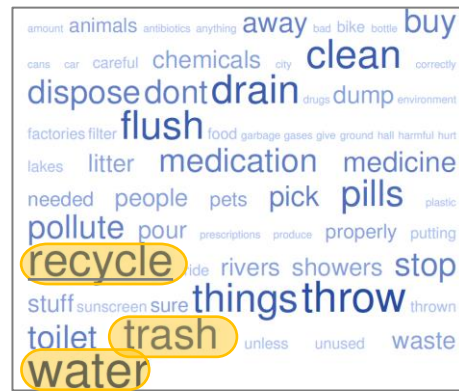 amount animals antibiotics anything away bad bike bottle buy
cans car careful chemicals city clean correctly
dispose dont drain drugs dump environment
factories filter flush food garbage gases give ground hall harmful hurt
lakes litter medication medicine
needed people pets pick pills plastic
pollute pour prescriptions produce properly putting
recycle ride rivers showers stop
stuff sunscreen sure things throw thrown
toilet trash unless unused waste
water